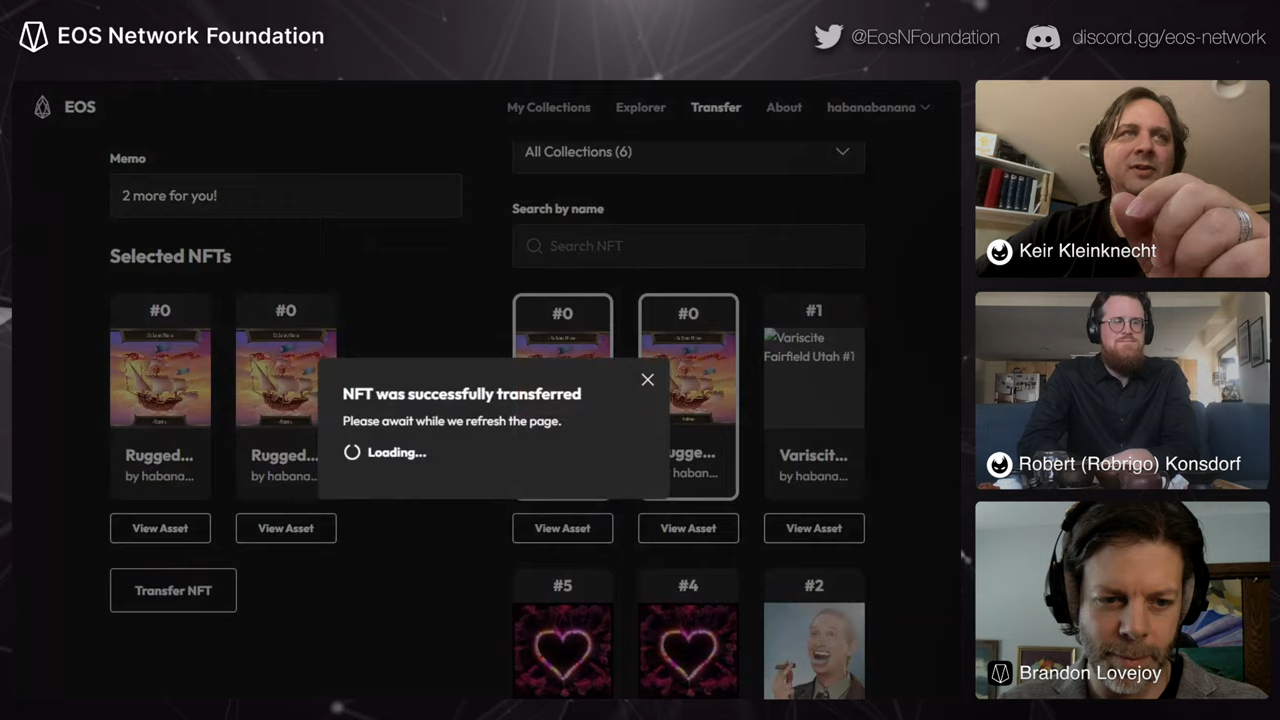 EOS Network Foundation
@EosNFoundation
discord.gg/eos-network
EOS
My Collections
Explorer
Transfer
About
habanabanana
Memo
2 more for you!
All Collections (6)
Search by name
Search NFT
Selected NFTs
#0
#0
#0
#0
#1
Variscite
Fairfield Utah #1
NFT was successfully transferred
Please await while we refresh the page.
Loading...
Rugged...
by habana...
Rugged...
by habana...
ugge...
haban...
Variscit...
by habana...
View Asset
View Asset
View Asset
View Asset
View Asset
Transfer NFT
#5
#4
#2
Keir Kleinknecht
Robert (Robrigo) Konsdorf
Brandon Lovejoy